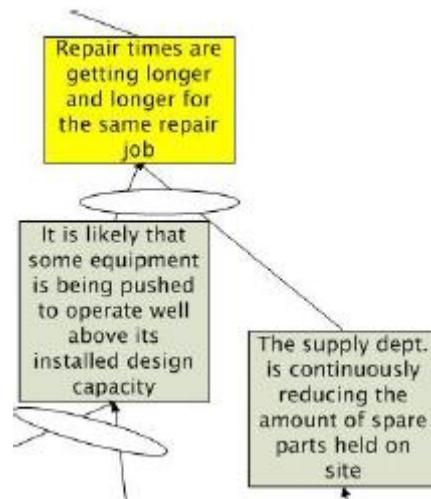 Repair times are
getting longer
and longer for
the same repair
job
It is likely that
some equipment
is being pushed
to operate well
above its
installed design
capacity
The supply dept.
is continuously
reducing the
amount of spare
parts held on
site